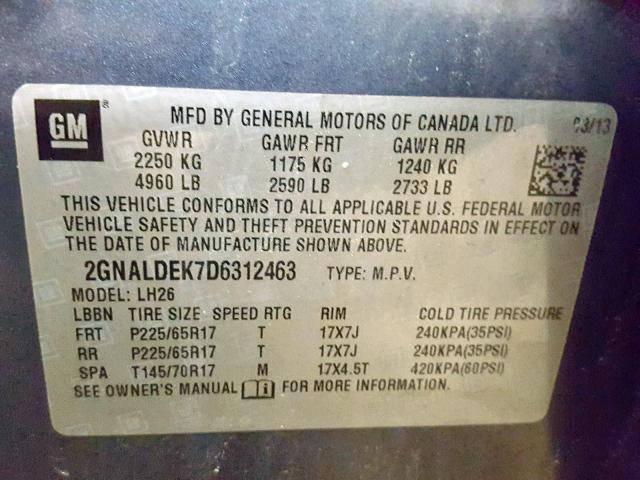 GM ®
MFD BY GENERAL MOTORS OF CANADA LTD. 03/13
GVWR GAWR FRT GAWR RR
2250 KG 1175 KG 1240 KG
4960 LB 2590 LB 2733 LB
THIS VEHICLE CONFORMS TO ALL APPLICABLE U.S. FEDERAL MOTOR
VEHICLE SAFETY AND THEFT PREVENTION STANDARDS IN EFFECT ON
THE DATE OF MANUFACTURE SHOWN ABOVE.
2GNALDEK7D6312463 TYPE: M.P.V.
MODEL: LH26
LBBN TIRE SIZE SPEED RTG RIM COLD TIRE PRESSURE
FRT P225/65R17 T 17X7J 240KPA(35PSI)
RR P225/65R17 T 17X7J 240KPA(35PSI)
SPA T145/70R17 M 17X4.5T 420KPA(60PSI)
SEE OWNER'S MANUAL FOR MORE INFORMATION.